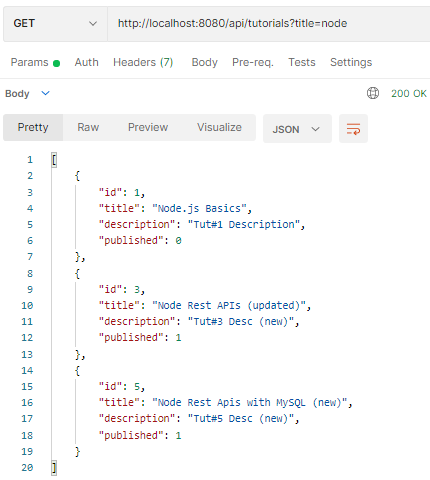 GET http://localhost:8080/api/tutorials?title=node
Params Auth Headers (7) Body Pre-req. Tests Settings
Body 200 OK
Pretty Raw Preview Visualize JSON
1 [
2 {
3 "id": 1,
4 "title": "Node.js Basics",
5 "description": "Tut#1 Description",
6 "published": 0
7 },
8 {
9 "id": 3,
10 "title": "Node Rest APIs (updated)",
11 "description": "Tut#3 Desc (new)",
12 "published": 1
13 },
14 {
15 "id": 5,
16 "title": "Node Rest Apis with MySQL (new)",
17 "description": "Tut#5 Desc (new)",
18 "published": 1
19 }
20 ]